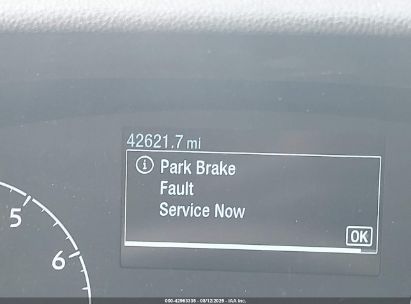 42621.7 mi
Park Brake
Fault
Service Now
OK
5
6